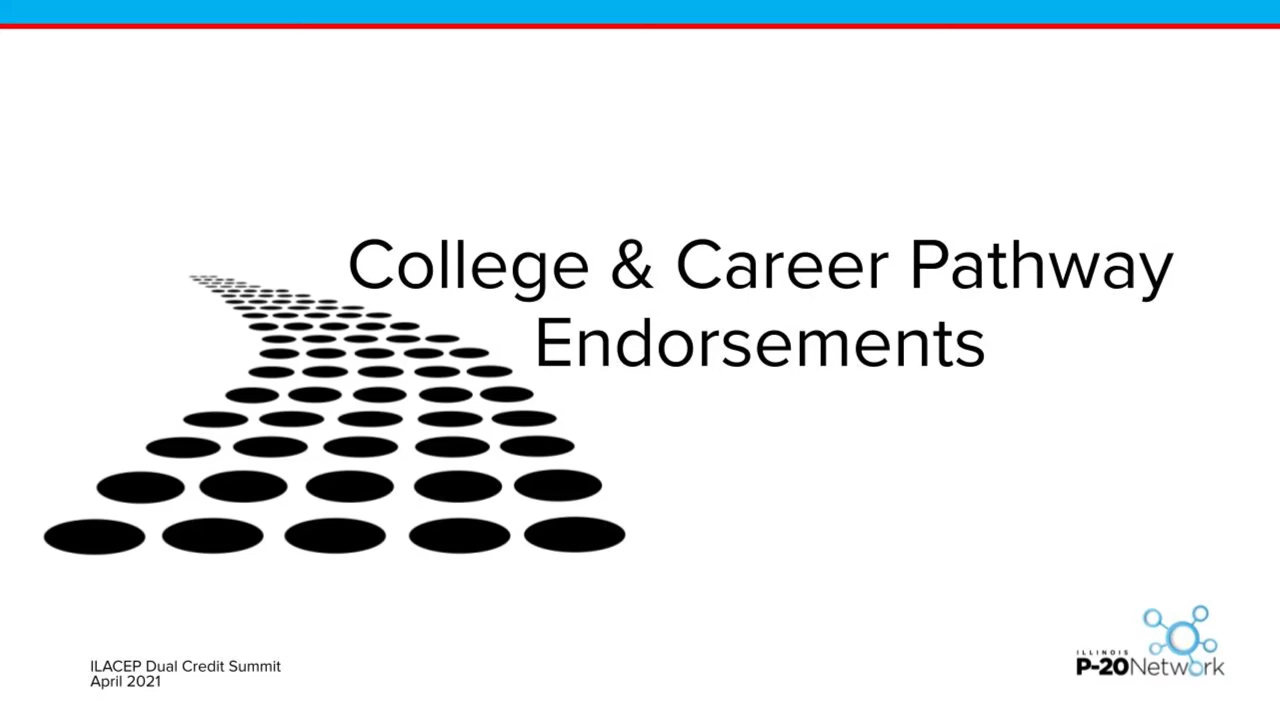 College & Career Pathway
Endorsements
ILACEP Dual Credit Summit
April 2021
ILLINOIS
P-20Network